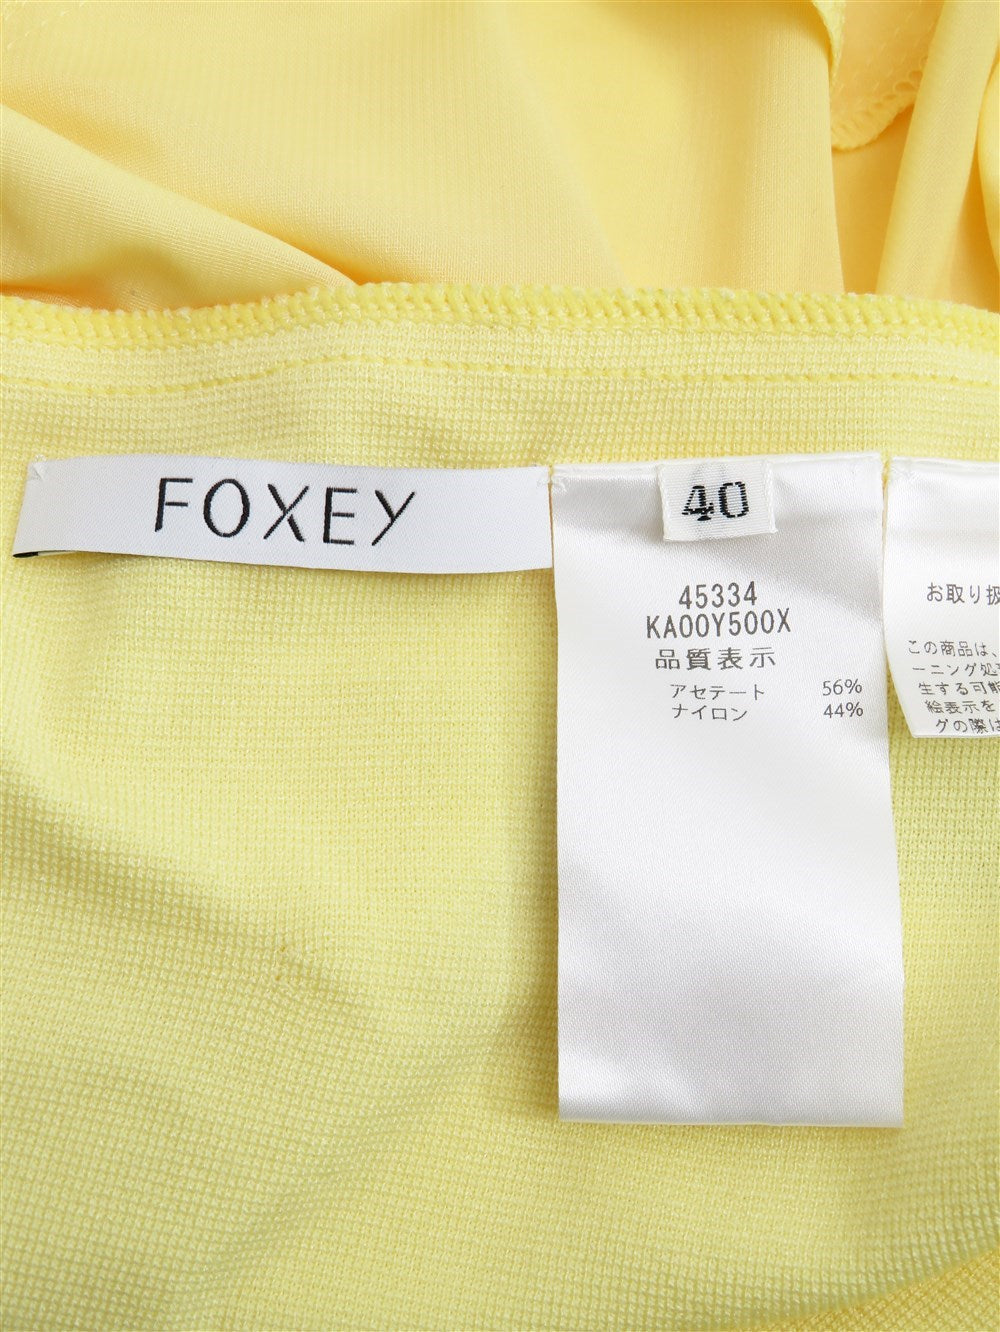 FOXEY
40
45334
KA00Y500X
品質表示
アセテート 56%
ナイロン 44%
お取り扱
この商品は、
ーニング処理
生する可能
絵表示を
グの際は